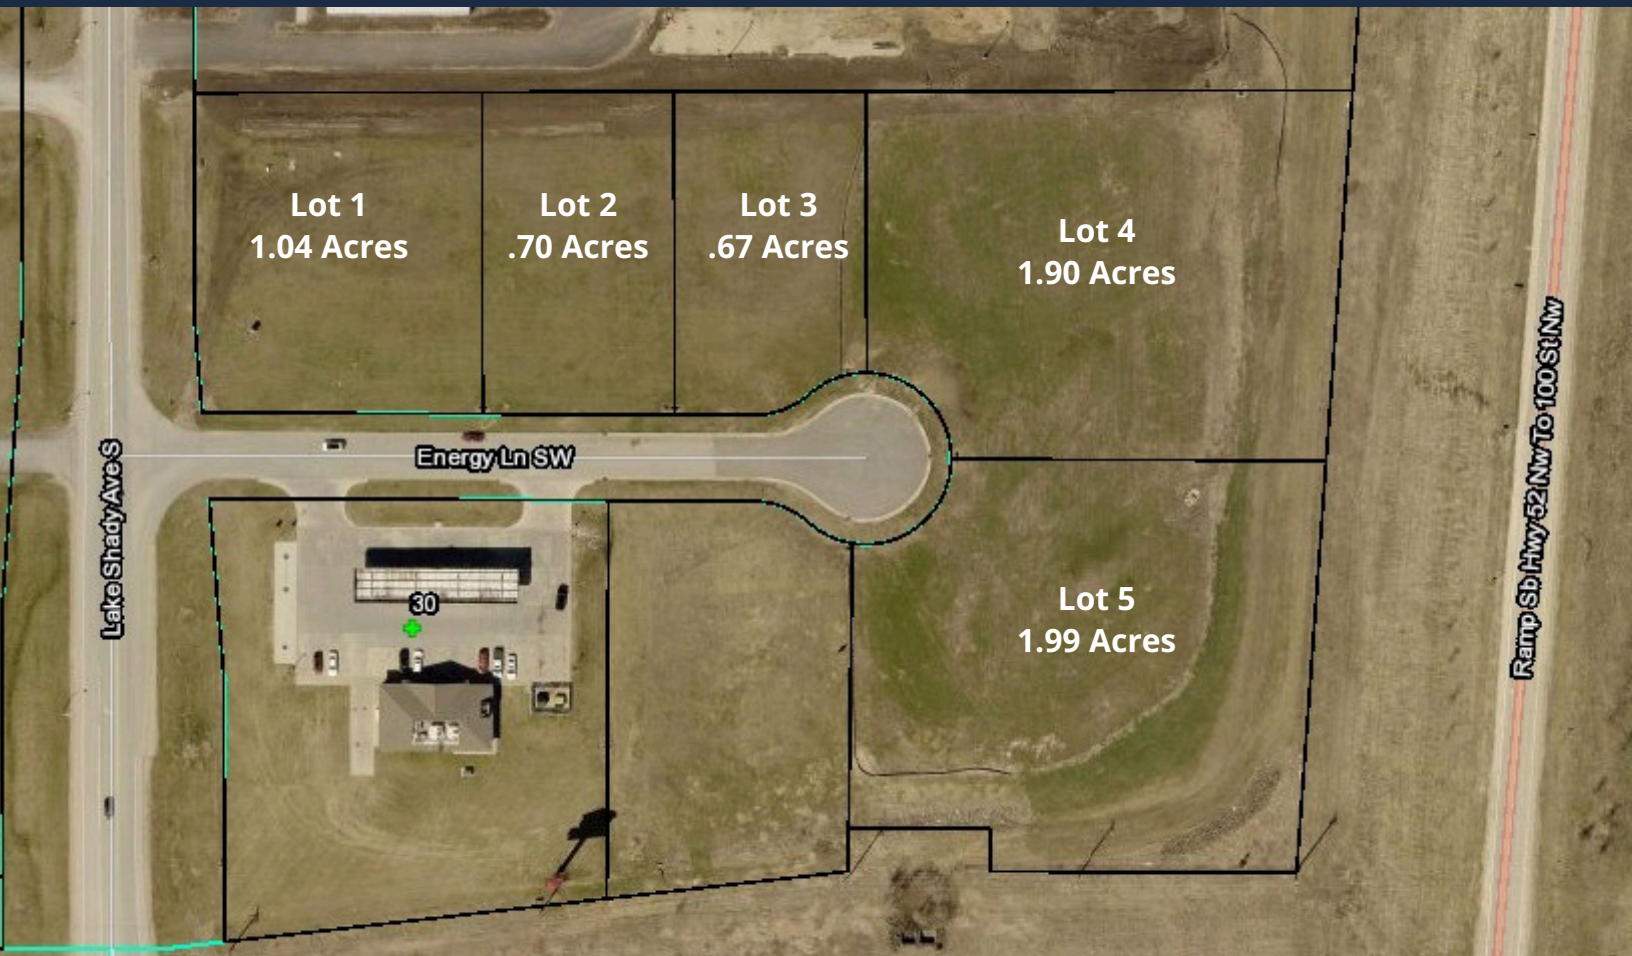 Lot 1
1.04 Acres
Lot 2
.70 Acres
Lot 3
.67 Acres
Lot 4
1.90 Acres
Energy Ln SW
Lake Shady Ave S
Ramp Sb Hwy 52 Nw To 100 St Nw
30
Lot 5
1.99 Acres